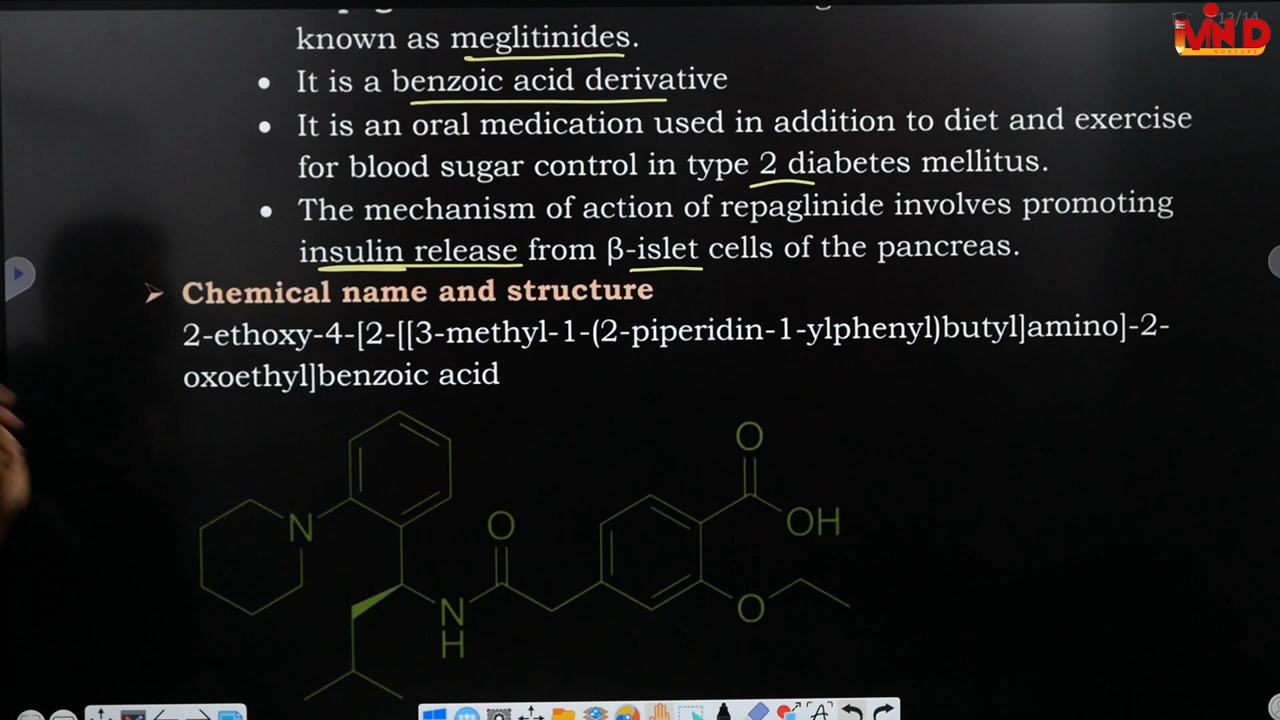 known as meglitinides.
• It is a benzoic acid derivative
• It is an oral medication used in addition to diet and exercise
for blood sugar control in type 2 diabetes mellitus.
• The mechanism of action of repaglinide involves promoting
insulin release from β-islet cells of the pancreas.
➢ Chemical name and structure
2-ethoxy-4-[2-[[3-methyl-1-(2-piperidin-1-ylphenyl)butyl]amino]-2-
oxoethyl]benzoic acid
O
O
OH
N
N
H
O
MIND
NURTURE